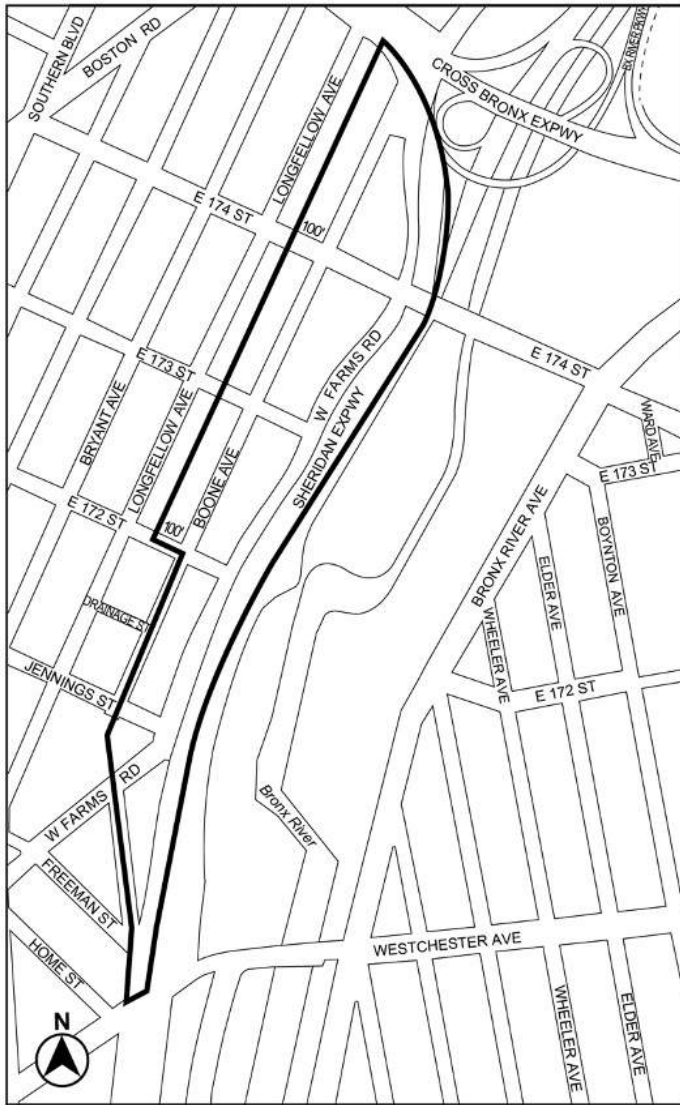 SOUTHERN BLVD
BOSTON RD
LONGFELLOW AVE
CROSS BRONX EXPWY
BX RIVER PKWY
E 174 ST
100'
E 173 ST
BRYANT AVE
LONGFELLOW AVE
BOONE AVE
W FARMS RD
SHERIDAN EXPWY
E 174 ST
WARD AVE
E 173 ST
E 172 ST
100'
BRONX RIVER AVE
BOYNTON AVE
ELDER AVE
WHEELER AVE
DRAINAGE ST
JENNINGS ST
E 172 ST
W FARMS RD
Bronx River
FREEMAN ST
HOME ST
WESTCHESTER AVE
N
WHEELER AVE
ELDER AVE